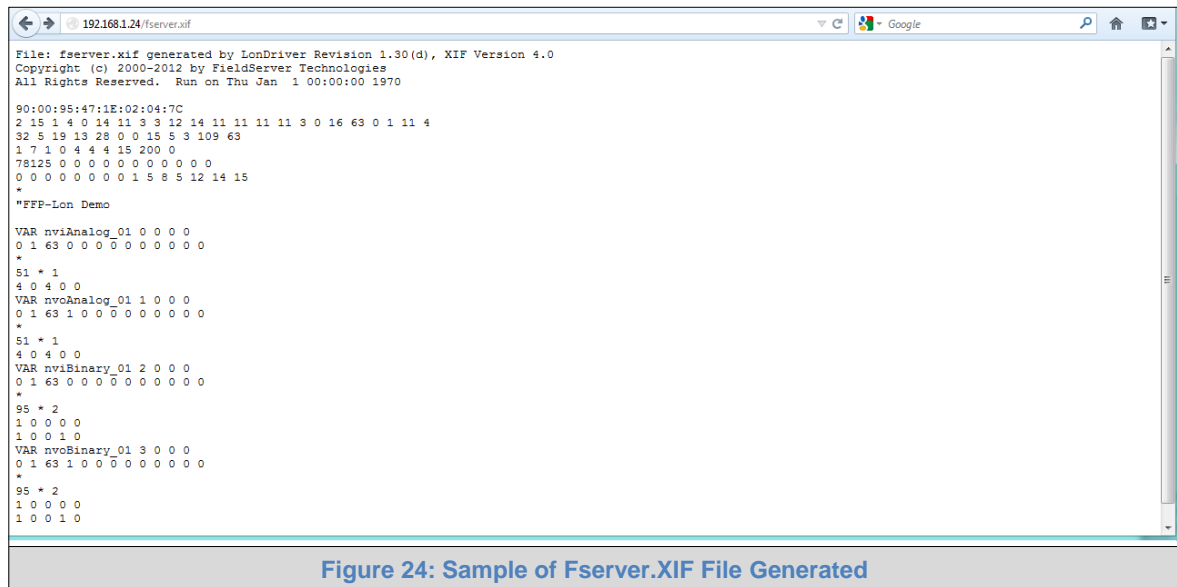 192.168.1.24/fserver.xif
Google
File: fserver.xif generated by LonDriver Revision 1.30(d), XIF Version 4.0
Copyright (c) 2000-2012 by FieldServer Technologies
All Rights Reserved.  Run on Thu Jan  1 00:00:00 1970
90:00:95:47:1E:02:04:7C
2 15 1 4 0 14 11 3 3 12 14 11 11 11 11 3 0 16 63 0 1 11 4
32 5 19 13 28 0 0 15 5 3 109 63
1 7 1 0 4 4 4 15 200 0
78125 0 0 0 0 0 0 0 0 0 0 0
0 0 0 0 0 0 0 0 1 5 8 5 12 14 15
*
"FFP-Lon Demo
VAR nviAnalog_01 0 0 0 0
0 1 63 0 0 0 0 0 0 0 0 0 0
*
51 * 1
4 0 4 0 0
VAR nvoAnalog_01 1 0 0 0
0 1 63 1 0 0 0 0 0 0 0 0 0
*
51 * 1
4 0 4 0 0
VAR nviBinary_01 2 0 0 0
0 1 63 0 0 0 0 0 0 0 0 0 0
*
95 * 2
1 0 0 0 0
1 0 0 1 0
VAR nvoBinary_01 3 0 0 0
0 1 63 1 0 0 0 0 0 0 0 0 0
*
95 * 2
1 0 0 0 0
1 0 0 1 0
Figure 24: Sample of Fserver.XIF File Generated